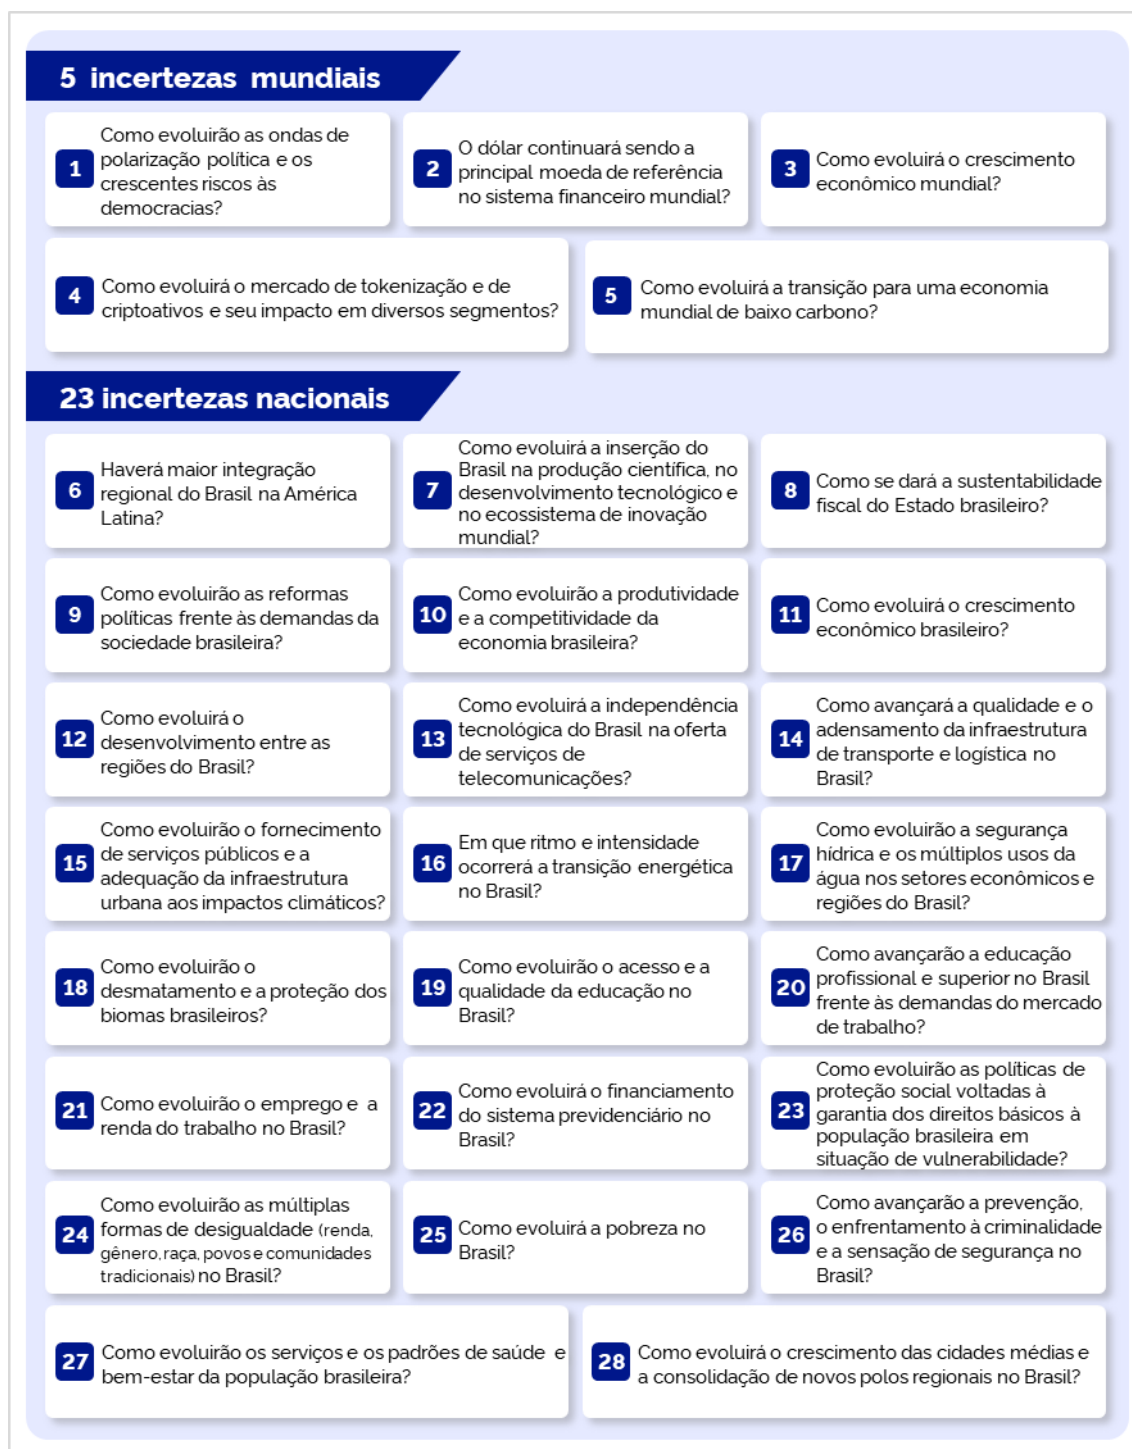 5 incertezas mundiais
1
Como evoluirão as ondas de
polarização política e os
crescentes riscos às
democracias?
2
O dólar continuará sendo a
principal moeda de referência
no sistema financeiro mundial?
3
Como evoluirá o crescimento
econômico mundial?
4
Como evoluirá o mercado de tokenização e de
criptoativos e seu impacto em diversos segmentos?
5
Como evoluirá a transição para uma economia
mundial de baixo carbono?
23 incertezas nacionais
6
Haverá maior integração
regional do Brasil na América
Latina?
7
Como evoluirá a inserção do
Brasil na produção científica, no
desenvolvimento tecnológico e
no ecossistema de inovação
mundial?
8
Como se dará a sustentabilidade
fiscal do Estado brasileiro?
9
Como evoluirão as reformas
políticas frente às demandas da
sociedade brasileira?
10
Como evoluirão a produtividade
e a competitividade da
economia brasileira?
11
Como evoluirá o crescimento
econômico brasileiro?
12
Como evoluirá o
desenvolvimento entre as
regiões do Brasil?
13
Como evoluirá a independência
tecnológica do Brasil na oferta
de serviços de
telecomunicações?
14
Como avançará a qualidade e o
adensamento da infraestrutura
de transporte e logística no
Brasil?
15
Como evoluirão o fornecimento
de serviços públicos e a
adequação da infraestrutura
urbana aos impactos climáticos?
16
Em que ritmo e intensidade
ocorrerá a transição energética
no Brasil?
17
Como evoluirão a segurança
hídrica e os múltiplos usos da
água nos setores econômicos e
regiões do Brasil?
18
Como evoluirão o
desmatamento e a proteção dos
biomas brasileiros?
19
Como evoluirão o acesso e a
qualidade da educação no
Brasil?
20
Como avançarão a educação
profissional e superior no Brasil
frente às demandas do mercado
de trabalho?
21
Como evoluirão o emprego e a
renda do trabalho no Brasil?
22
Como evoluirá o financiamento
do sistema previdenciário no
Brasil?
23
Como evoluirão as políticas de
proteção social voltadas à
garantia dos direitos básicos à
população brasileira em
situação de vulnerabilidade?
24
Como evoluirão as múltiplas
formas de desigualdade (renda,
gênero, raça, povos e comunidades
tradicionais) no Brasil?
25
Como evoluirá a pobreza no
Brasil?
26
Como avançarão a prevenção,
o enfrentamento à criminalidade
e a sensação de segurança no
Brasil?
27
Como evoluirão os serviços e os padrões de saúde e
bem-estar da população brasileira?
28
Como evoluirá o crescimento das cidades médias e
a consolidação de novos polos regionais no Brasil?